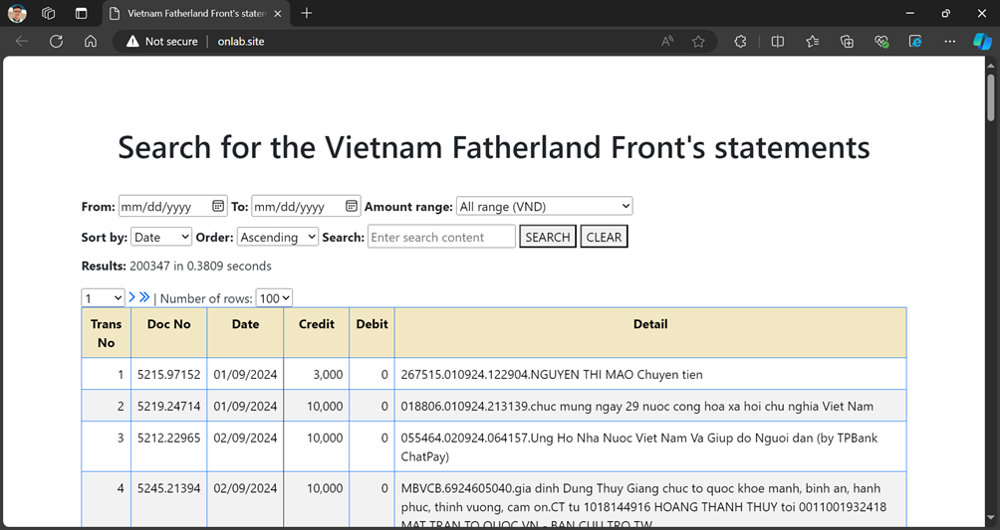 Vietnam Fatherland Front's statem
Not secure | onlab.site
Search for the Vietnam Fatherland Front's statements
From: mm/dd/yyyy To: mm/dd/yyyy Amount range: All range (VND)
Sort by: Date Order: Ascending Search: Enter search content SEARCH CLEAR
Results: 200347 in 0.3809 seconds
1 | Number of rows: 100
Trans No Doc No Date Credit Debit Detail
1 5215.97152 01/09/2024 3,000 0 267515.010924.122904.NGUYEN THI MAO Chuyen tien
2 5219.24714 01/09/2024 10,000 0 018806.010924.213139.chuc mung ngay 29 nuoc cong hoa xa hoi chu nghia Viet Nam
3 5212.22965 02/09/2024 10,000 0 055464.020924.064157.Ung Ho Nha Nuoc Viet Nam Va Giup do Nguoi dan (by TPBank
ChatPay)
4 5245.21394 02/09/2024 10,000 0 MBVCB.6924605040.gia dinh Dung Thuy Giang chuc to quoc khoe manh, binh an, hanh
phuc, thinh vuong, cam on.CT tu 1018144916 HOANG THANH THUY toi 0011001932418
MAT TRAN TO QUOC VN - BAN CUU TRO TW